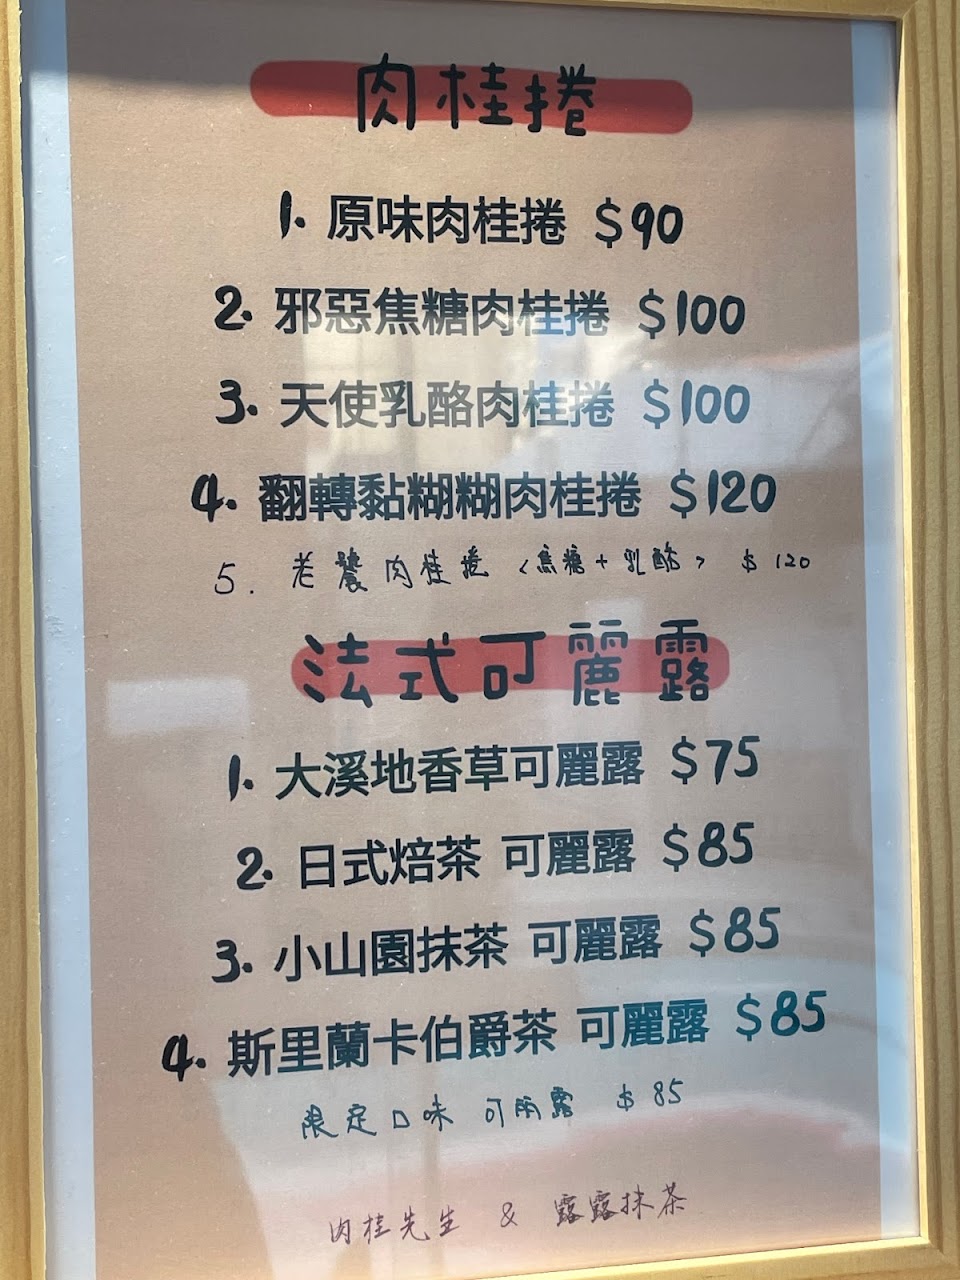 肉桂捲
1. 原味肉桂捲 $90
2. 邪惡焦糖肉桂捲 $100
3. 天使乳酪肉桂捲 $100
4. 翻轉黏糊糊肉桂捲 $120
5. 老饕肉桂捲 <焦糖+乳酪> $120
法式可麗露
1. 大溪地香草可麗露 $75
2. 日式焙茶 可麗露 $85
3. 小山園抹茶 可麗露 $85
4. 斯里蘭卡伯爵茶 可麗露 $85
限定口味 可麗露 $85
肉桂先生 & 露露抹茶